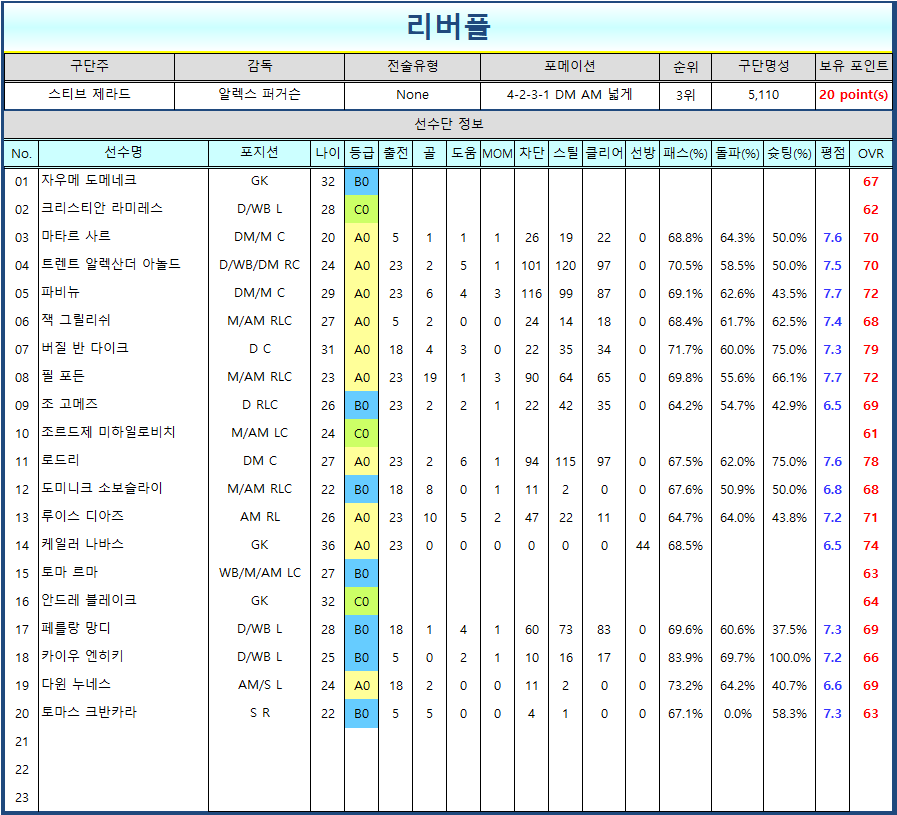 리버풀
구단주 감독 전술유형 포메이션 순위 구단명성 보유 포인트
스티브 제라드 알렉스 퍼거슨 None 4-2-3-1 DM AM 넓게 3위 5,110 20 point(s)
선수단 정보
No. 선수명 포지션 나이 등급 출전 골 도움 MOM 차단 스틸 클리어 선방 패스(%) 돌파(%) 슛팅(%) 평점 OVR
01 자우메 도메네크 GK 32 B0 67
02 크리스티안 라미레스 D/WB L 28 C0 62
03 마타르 사르 DM/M C 20 A0 5 1 1 1 26 19 22 0 68.8% 64.3% 50.0% 7.6 70
04 트렌트 알렉산더 아놀드 D/WB/DM RC 24 A0 23 2 5 1 101 120 97 0 70.5% 58.5% 50.0% 7.5 70
05 파비뉴 DM/M C 29 A0 23 6 4 3 116 99 87 0 69.1% 62.6% 43.5% 7.7 72
06 잭 그릴리쉬 M/AM RLC 27 A0 5 2 0 0 24 14 18 0 68.4% 61.7% 62.5% 7.4 68
07 버질 반 다이크 D C 31 A0 18 4 3 0 22 35 34 0 71.7% 60.0% 75.0% 7.3 79
08 필 포든 M/AM RLC 23 A0 23 19 1 3 90 64 65 0 69.8% 55.6% 66.1% 7.7 72
09 조 고메즈 D RLC 26 B0 23 2 2 1 22 42 35 0 64.2% 54.7% 42.9% 6.5 69
10 조르드제 미하일로비치 M/AM LC 24 C0 61
11 로드리 DM C 27 A0 23 2 6 1 94 115 97 0 67.5% 62.0% 75.0% 7.6 78
12 도미니크 소보슬라이 M/AM RLC 22 B0 18 8 0 1 11 2 0 0 67.6% 50.9% 50.0% 6.8 68
13 루이스 디아즈 AM RL 26 A0 23 10 5 2 47 22 11 0 64.7% 64.0% 43.8% 7.2 71
14 케일러 나바스 GK 36 A0 23 0 0 0 0 0 0 44 68.5% 6.5 74
15 토마 르마 WB/M/AM LC 27 B0 63
16 안드레 블레이크 GK 32 C0 64
17 페를랑 망디 D/WB L 28 B0 18 1 4 1 60 73 83 0 69.6% 60.6% 37.5% 7.3 69
18 카이우 엔히키 D/WB L 25 B0 5 0 2 1 10 16 17 0 83.9% 69.7% 100.0% 7.2 66
19 다윈 누네스 AM/S L 24 A0 18 2 0 0 11 2 0 0 73.2% 64.2% 40.7% 6.6 69
20 토마스 크반카라 S R 22 B0 5 5 0 0 4 1 0 0 67.1% 0.0% 58.3% 7.3 63
21
22
23